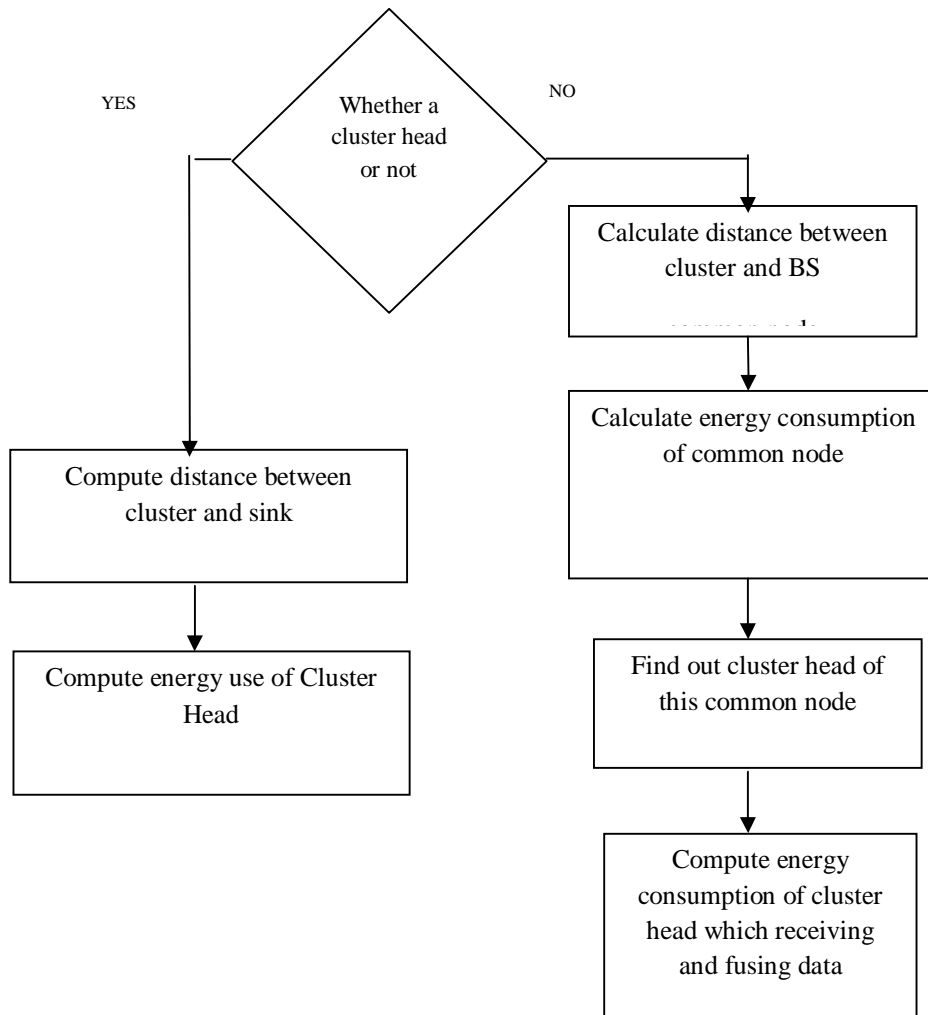 YES
NO
Whether a
cluster head
or not
Calculate distance between
cluster and BS
Calculate energy consumption
of common node
Compute distance between
cluster and sink
Compute energy use of Cluster
Head
Find out cluster head of
this common node
Compute energy
consumption of cluster
head which receiving
and fusing data